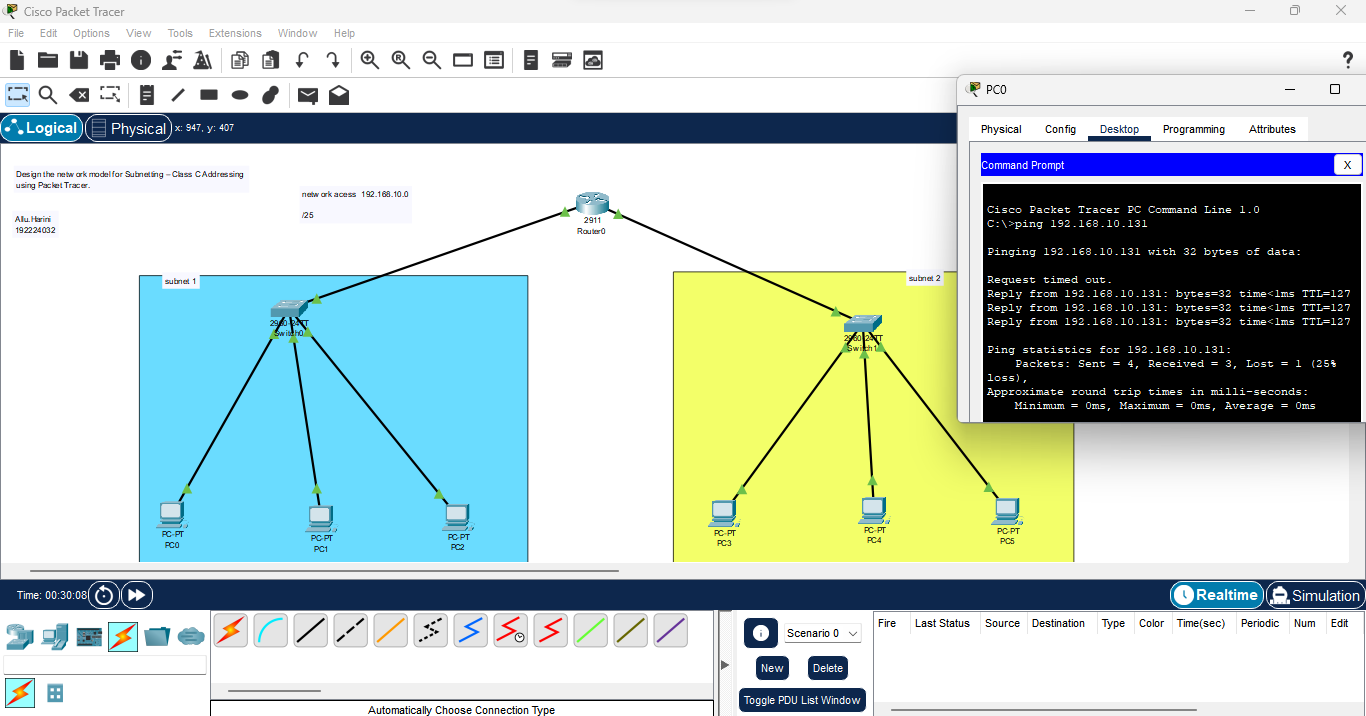 Cisco Packet Tracer
File Edit Options View Tools Extensions Window Help
?
Logical Physical x: 947, y: 407
Design the netw ork model for Subnetting – Class C Addressing
using Packet Tracer.
Allu.Harini
192224032
netw ork acess 192.168.10.0
/25
2911
Router0
subnet 1
2960-24TT
Switch0
PC-PT
PC0
PC-PT
PC1
PC-PT
PC2
subnet 2
2960-24TT
Switch1
PC-PT
PC3
PC-PT
PC4
PC-PT
PC5
PC0
Physical Config Desktop Programming Attributes
Command Prompt X
Cisco Packet Tracer PC Command Line 1.0
C:\>ping 192.168.10.131
Pinging 192.168.10.131 with 32 bytes of data:
Request timed out.
Reply from 192.168.10.131: bytes=32 time<1ms TTL=127
Reply from 192.168.10.131: bytes=32 time<1ms TTL=127
Reply from 192.168.10.131: bytes=32 time<1ms TTL=127
Ping statistics for 192.168.10.131:
Packets: Sent = 4, Received = 3, Lost = 1 (25%
loss),
Approximate round trip times in milli-seconds:
Minimum = 0ms, Maximum = 0ms, Average = 0ms
Time: 00:30:08
Realtime Simulation
Automatically Choose Connection Type
Scenario 0
New Delete
Toggle PDU List Window
Fire Last Status Source Destination Type Color Time(sec) Periodic Num Edit